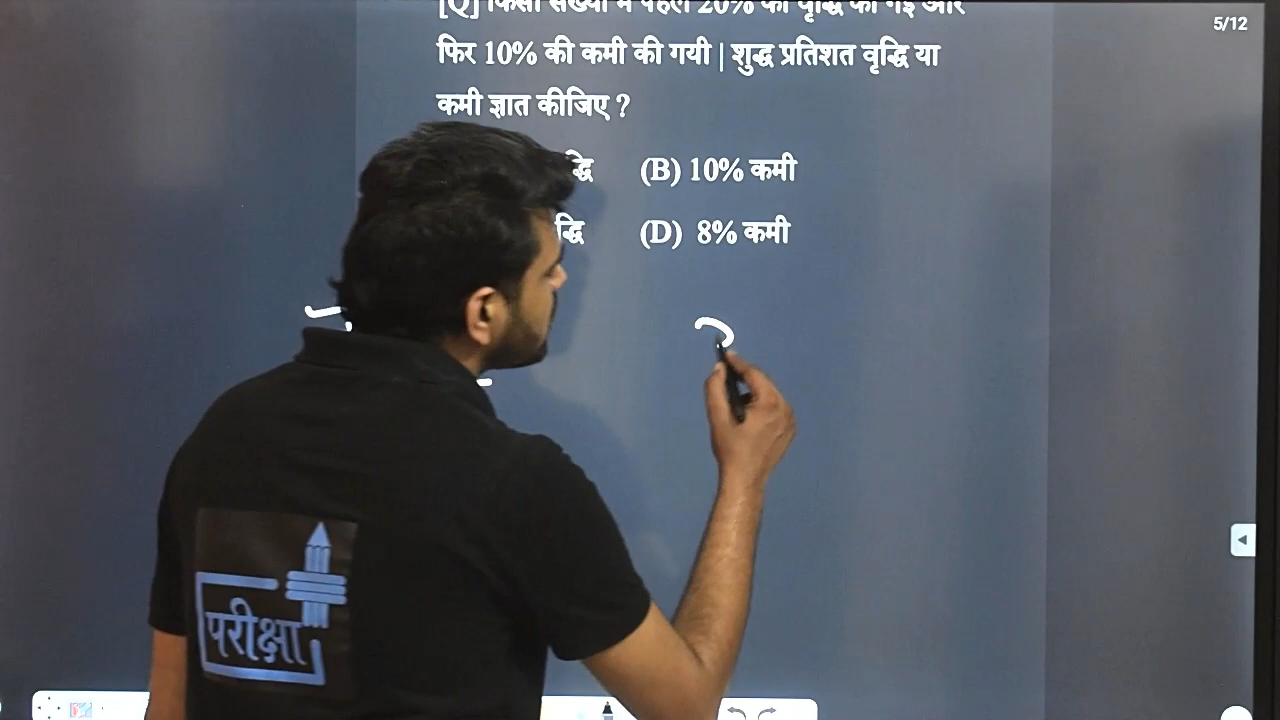 [Q] किसी संख्या में पहले 20% की वृद्धि की गई और
5/12
फिर 10% की कमी की गयी | शुद्ध प्रतिशत वृद्धि या
कमी ज्ञात कीजिए ?
द्धि (B) 10% कमी
द्धि (D) 8% कमी
परीक्षा